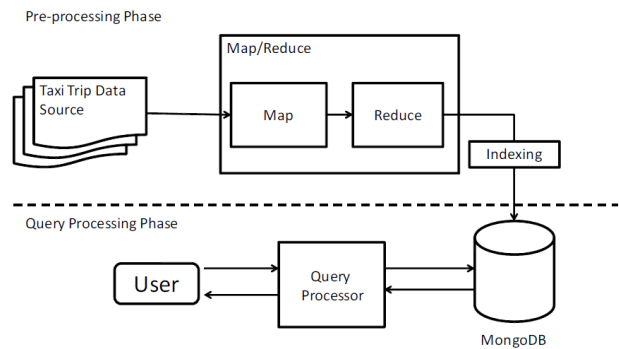 Pre-processing Phase
Map/Reduce
Taxi Trip Data
Source
Map
Reduce
Indexing
Query Processing Phase
User
Query
Processor
MongoDB